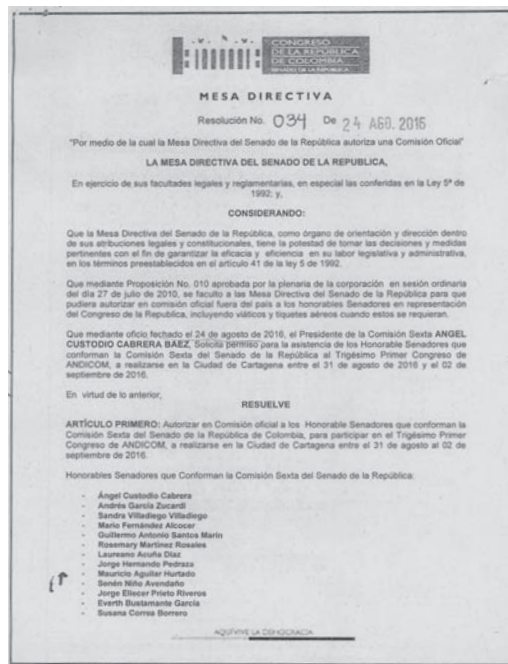 CONGRESO
DE LA REPÚBLICA
DE COLOMBIA
SENADO DE LA REPÚBLICA
MESA DIRECTIVA
Resolución No. 034 De 24 AGO. 2016
"Por medio de la cual la Mesa Directiva del Senado de la República autoriza una Comisión Oficial"
LA MESA DIRECTIVA DEL SENADO DE LA REPUBLICA,
En ejercicio de sus facultades legales y reglamentarias, en especial las conferidas en la Ley 5ª de
1992; y,
CONSIDERANDO:
Que la Mesa Directiva del Senado de la República, como órgano de orientación y dirección dentro
de sus atribuciones legales y constitucionales, tiene la potestad de tomar las decisiones y medidas
pertinentes con el fin de garantizar la eficacia y eficiencia en su labor legislativa y administrativa,
en los términos preestablecidos en el artículo 41 de la ley 5 de 1992.
Que mediante Proposición No. 010 aprobada por la plenaria de la corporación en sesión ordinaria
del día 27 de julio de 2010, se faculto a las Mesa Directiva del Senado de la República para que
pudiera autorizar en comisión oficial fuera del país a los honorables Senadores en representación
del Congreso de la Republica, incluyendo viáticos y tiquetes aéreos cuando estos se requieran.
Que mediante oficio fechado el 24 de agosto de 2016, el Presidente de la Comisión Sexta ANGEL
CUSTODIO CABRERA BÁEZ, Solicita permiso para la asistencia de los Honorable Senadores que
conforman la Comisión Sexta del Senado de la República al Trigésimo Primer Congreso de
ANDICOM, a realizarse en la Ciudad de Cartagena entre el 31 de agosto de 2016 y el 02 de
septiembre de 2016.
En virtud de lo anterior,
RESUELVE
ARTÍCULO PRIMERO: Autorizar en Comisión oficial a los Honorable Senadores que conforman la
Comisión Sexta del Senado de la República de Colombia, para participar en el Trigésimo Primer
Congreso de ANDICOM, a realizarse en la Ciudad de Cartagena entre el 31 de agosto al 02 de
septiembre de 2016.
Honorables Senadores que Conforman la Comisión Sexta del Senado de la República:
- Ángel Custodio Cabrera
- Andrés García Zucardi
- Sandra Villadiego Villadiego
- Mario Fernández Alcocer
- Guillermo Antonio Santos Marín
- Rosemary Martínez Rosales
- Laureano Acuña Díaz
- Jorge Hernando Pedraza
- Mauricio Aguilar Hurtado
- Senén Niño Avendaño
- Jorge Eliecer Prieto Riveros
- Everth Bustamante García
- Susana Correa Borrero
AQUÍ VIVE LA DEMOCRACIA